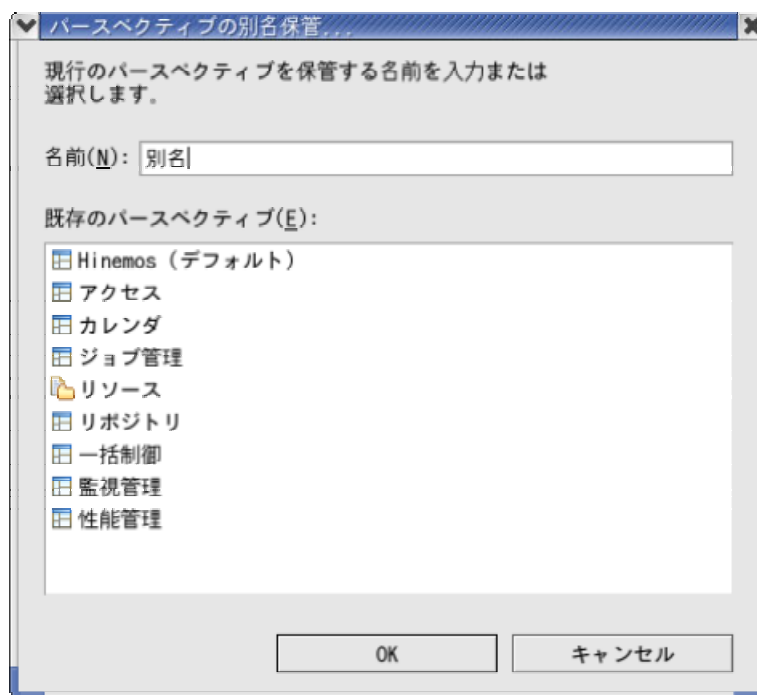 パースペクティブの別名保管...
現行のパースペクティブを保管する名前を入力または
選択します。
名前(N): 別名
既存のパースペクティブ(E):
Hinemos (デフォルト)
アクセス
カレンダ
ジョブ管理
リソース
リポジトリ
一括制御
監視管理
性能管理
OK キャンセル